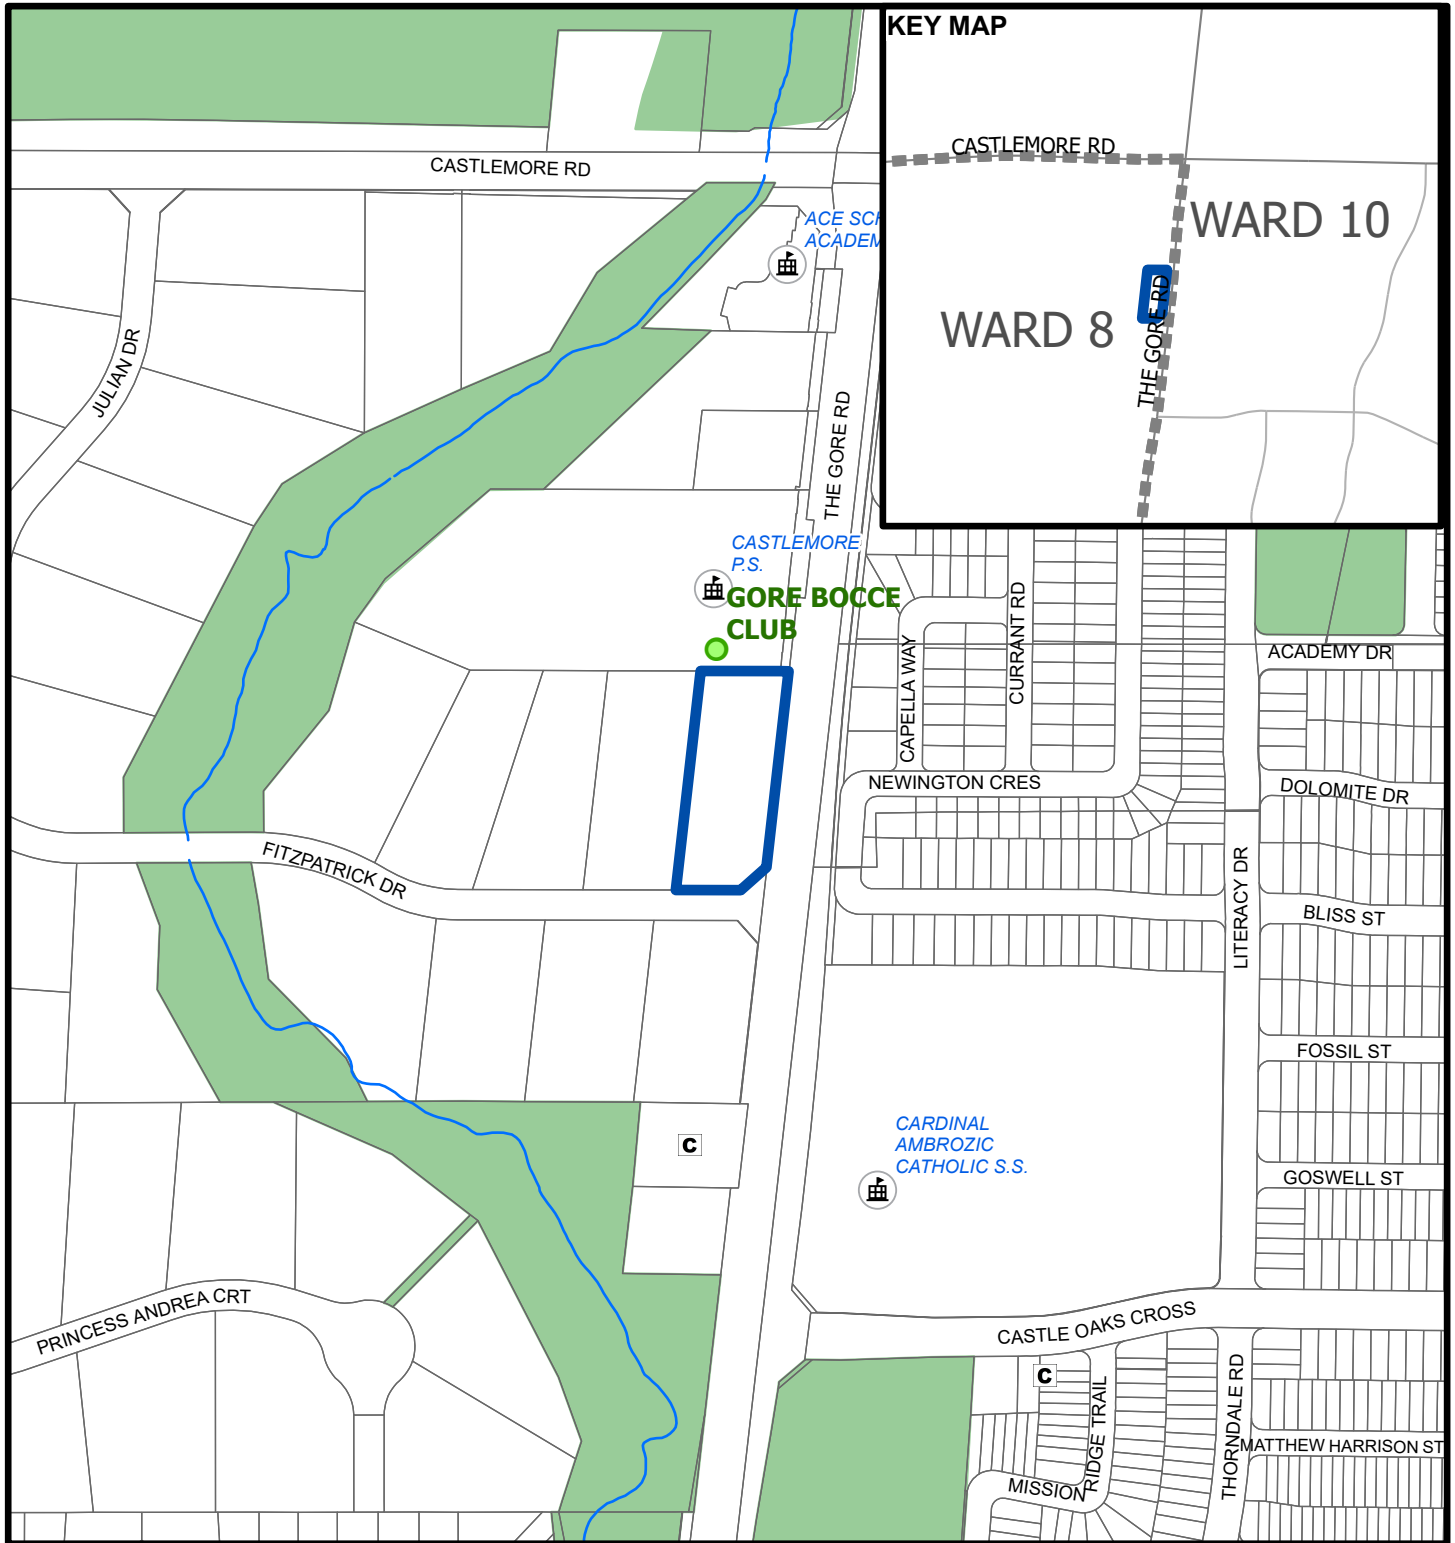 KEY MAP
CASTLEMORE RD
WARD 10
WARD 8
THE GORE RD
CASTLEMORE RD
ACE SCH
ACADEM
JULIAN DR
THE GORE RD
CASTLEMORE
P.S.
GORE BOCCE
CLUB
CURRANT RD
CAPELLA WAY
ACADEMY DR
NEWINGTON CRES
DOLOMITE DR
FITZPATRICK DR
LITERACY DR
BLISS ST
FOSSIL ST
CARDINAL
AMBROZIC
CATHOLIC S.S.
C
GOSWELL ST
PRINCESS ANDREA CRT
CASTLE OAKS CROSS
C
RIDGE TRAIL
MISSION
THORNDALE RD
MATTHEW HARRISON ST